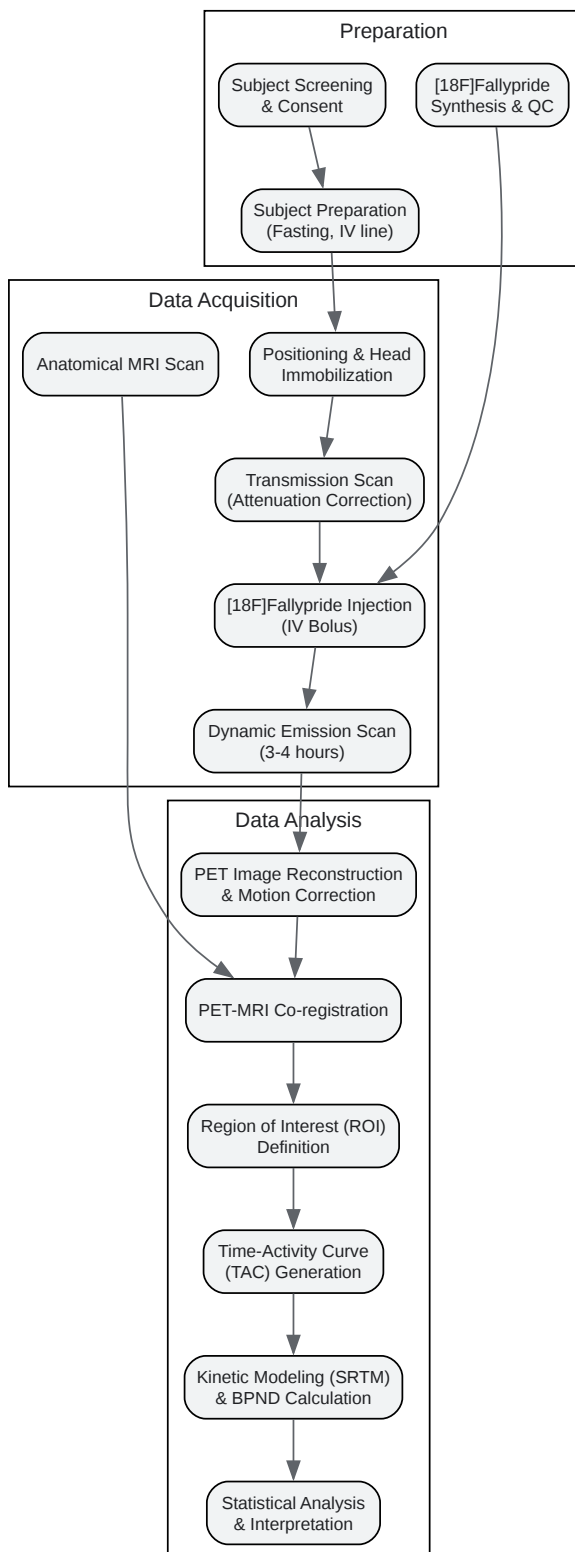 Preparation
Subject Screening
& Consent
[18F]Fallypride
Synthesis & QC
Subject Preparation
(Fasting, IV line)
Data Acquisition
Anatomical MRI Scan
Positioning & Head
Immobilization
Transmission Scan
(Attenuation Correction)
[18F]Fallypride Injection
(IV Bolus)
Dynamic Emission Scan
(3-4 hours)
Data Analysis
PET Image Reconstruction
& Motion Correction
PET-MRI Co-registration
Region of Interest (ROI)
Definition
Time-Activity Curve
(TAC) Generation
Kinetic Modeling (SRTM)
& BPND Calculation
Statistical Analysis
& Interpretation